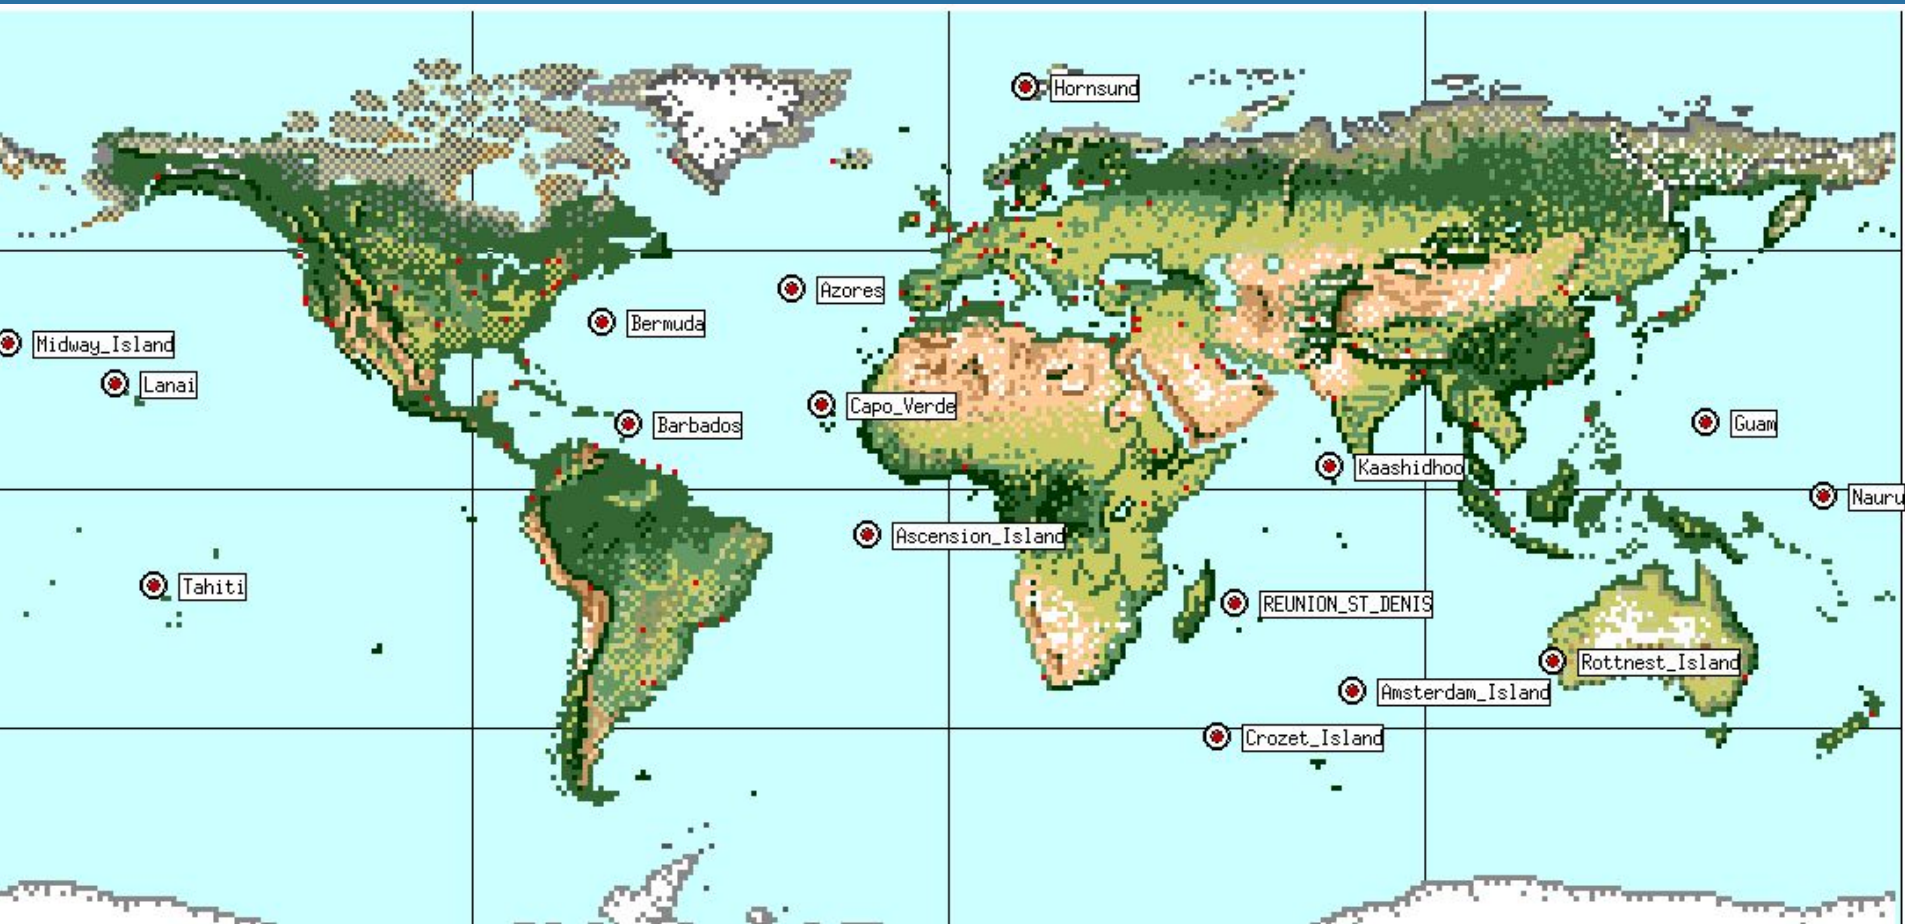 Hornsund
Azores
Bermuda
Midway_Island
Lanai
Capo_Verde
Barbados
Guam
Kaashidhoo
Nauru
Ascension_Island
Tahiti
REUNION_ST_DENIS
Rottnest_Island
Amsterdam_Island
Crozet_Island